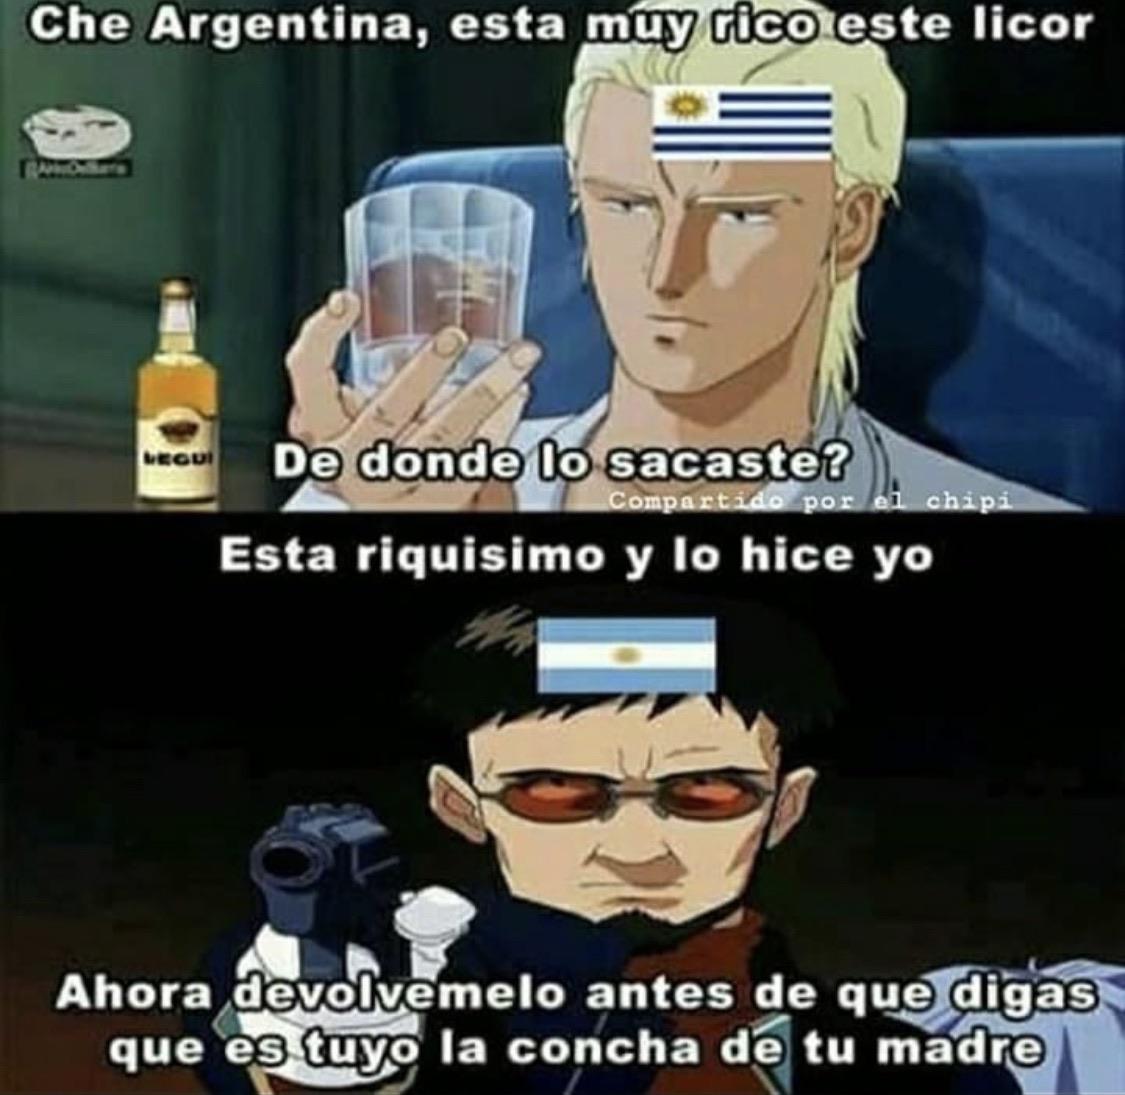 Che Argentina, esta muy rico este licor
LEGUI
De donde lo sacaste?
Compartido por el chipi
Esta riquisimo y lo hice yo
Ahora devolvemelo antes de que digas
que es tuyo la concha de tu madre